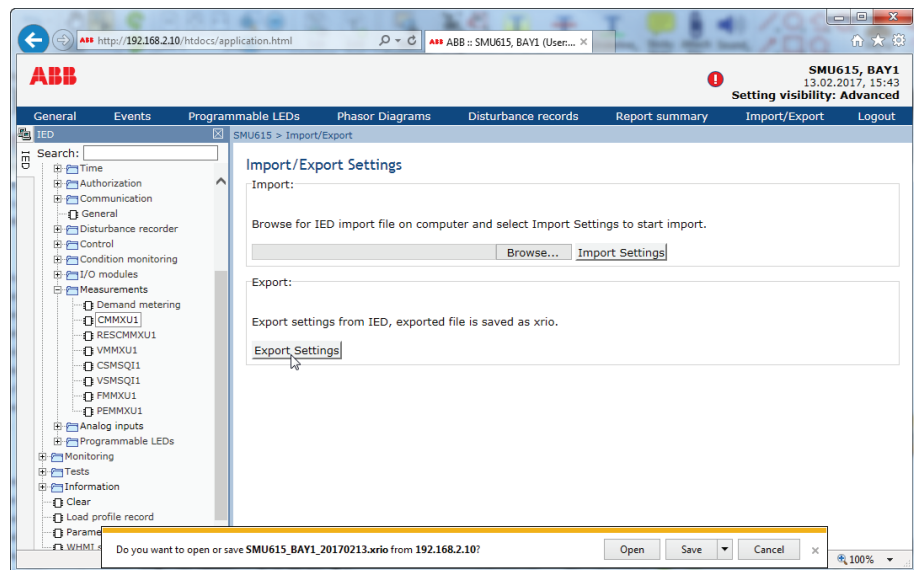 http://192.168.2.10/htdocs/application.html
ABB :: SMU615, BAY1 (User:...
ABB
SMU615, BAY1
13.02.2017, 15:43
Setting visibility: Advanced
General Events Programmable LEDs Phasor Diagrams Disturbance records Report summary Import/Export Logout
IED
SMU615 > Import/Export
IED
Search:
Time
Authorization
Communication
General
Disturbance recorder
Control
Condition monitoring
I/O modules
Measurements
Demand metering
CMMXU1
RESCMMXU1
VMMXU1
CSMSQI1
VSMSQI1
FMMXU1
PEMMXU1
Analog inputs
Programmable LEDs
Monitoring
Tests
Information
Clear
Load profile record
Parame
WHMI s
Import/Export Settings
Import:
Browse for IED import file on computer and select Import Settings to start import.
Browse... Import Settings
Export:
Export settings from IED, exported file is saved as xrio.
Export Settings
Do you want to open or save SMU615_BAY1_20170213.xrio from 192.168.2.10?
Open Save Cancel
100%